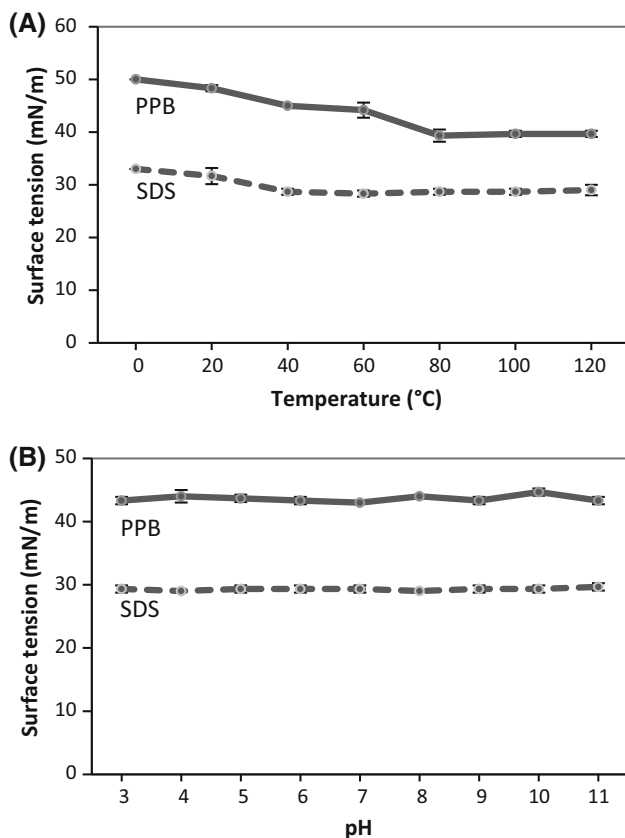 (A)
60
50
40
30
20
10
0
Surface tension (mN/m)
PPB
SDS
0 20 40 60 80 100 120
Temperature (°C)
(B)
50
40
30
20
10
0
Surface tension (mN/m)
PPB
SDS
3 4 5 6 7 8 9 10 11
pH